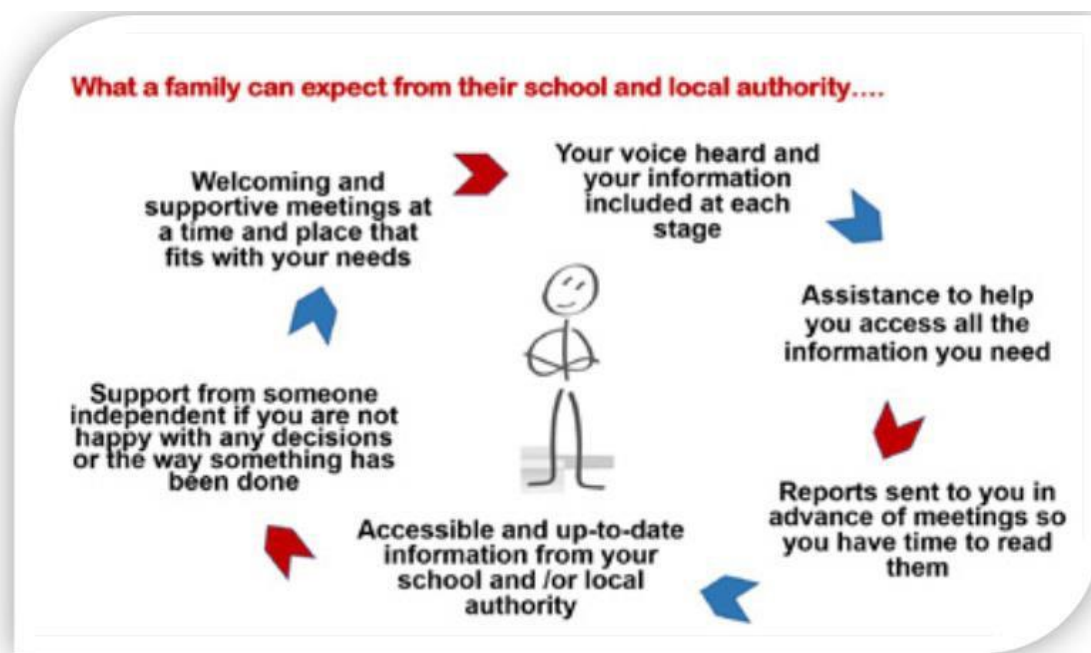 What a family can expect from their school and local authority....
Welcoming and
supportive meetings at
a time and place that
fits with your needs
Your voice heard and
your information
included at each
stage
Assistance to help
you access all the
information you need
Reports sent to you in
advance of meetings so
you have time to read
them
Accessible and up-to-date
information from your
school and /or local
authority
Support from someone
independent if you are not
happy with any decisions
or the way something has
been done